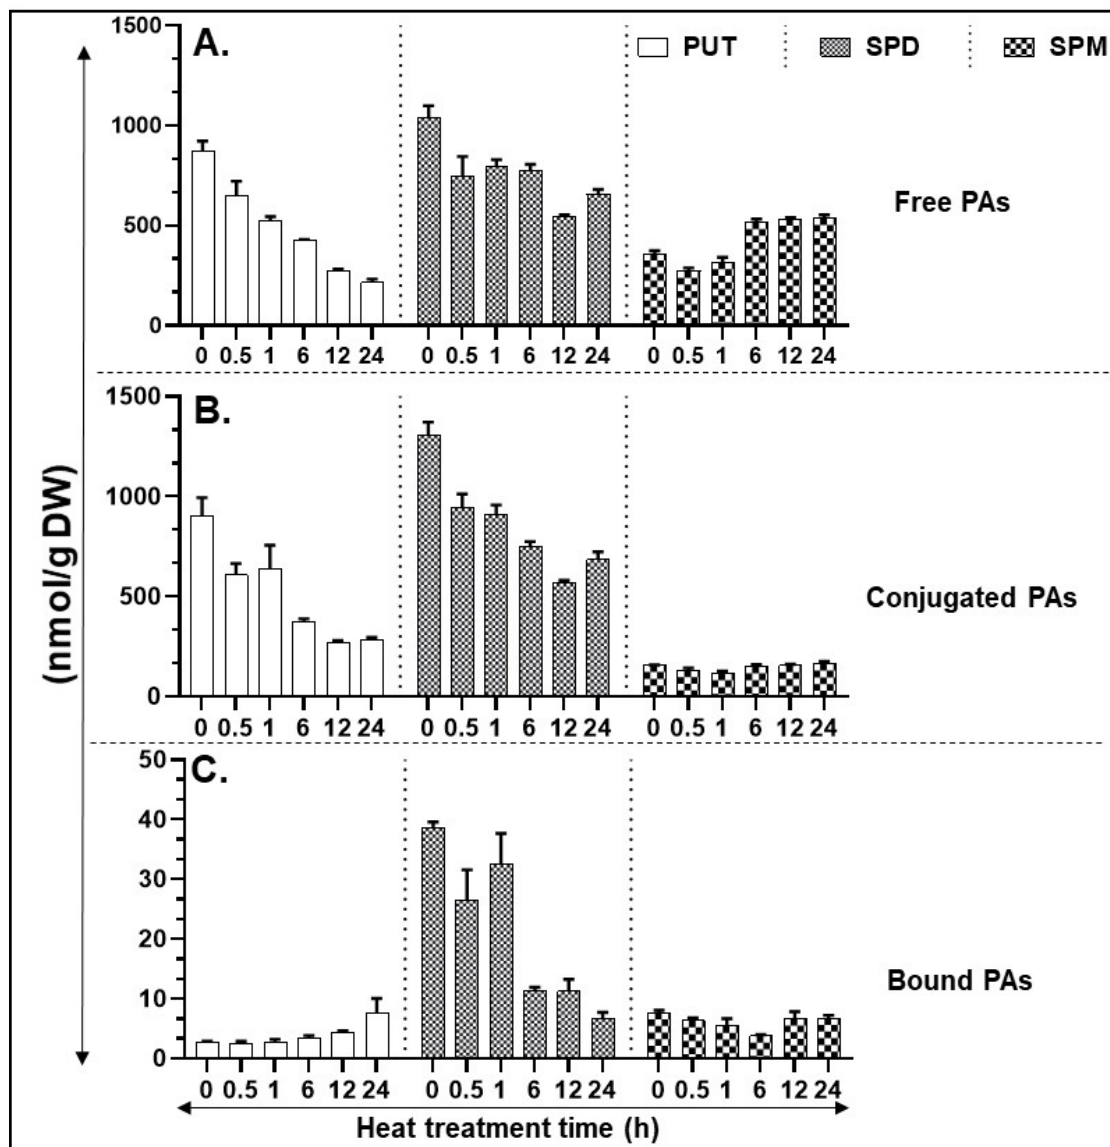 A.
PUT
SPD
SPM
1500
1000
500
0
Free PAs
0 0.5 1 6 12 24 0 0.5 1 6 12 24 0 0.5 1 6 12 24
B.
1500
1000
500
0
Conjugated PAs
0 0.5 1 6 12 24 0 0.5 1 6 12 24 0 0.5 1 6 12 24
C.
50
40
30
20
10
0
Bound PAs
0 0.5 1 6 12 24 0 0.5 1 6 12 24 0 0.5 1 6 12 24
(nmol/g DW)
Heat treatment time (h)